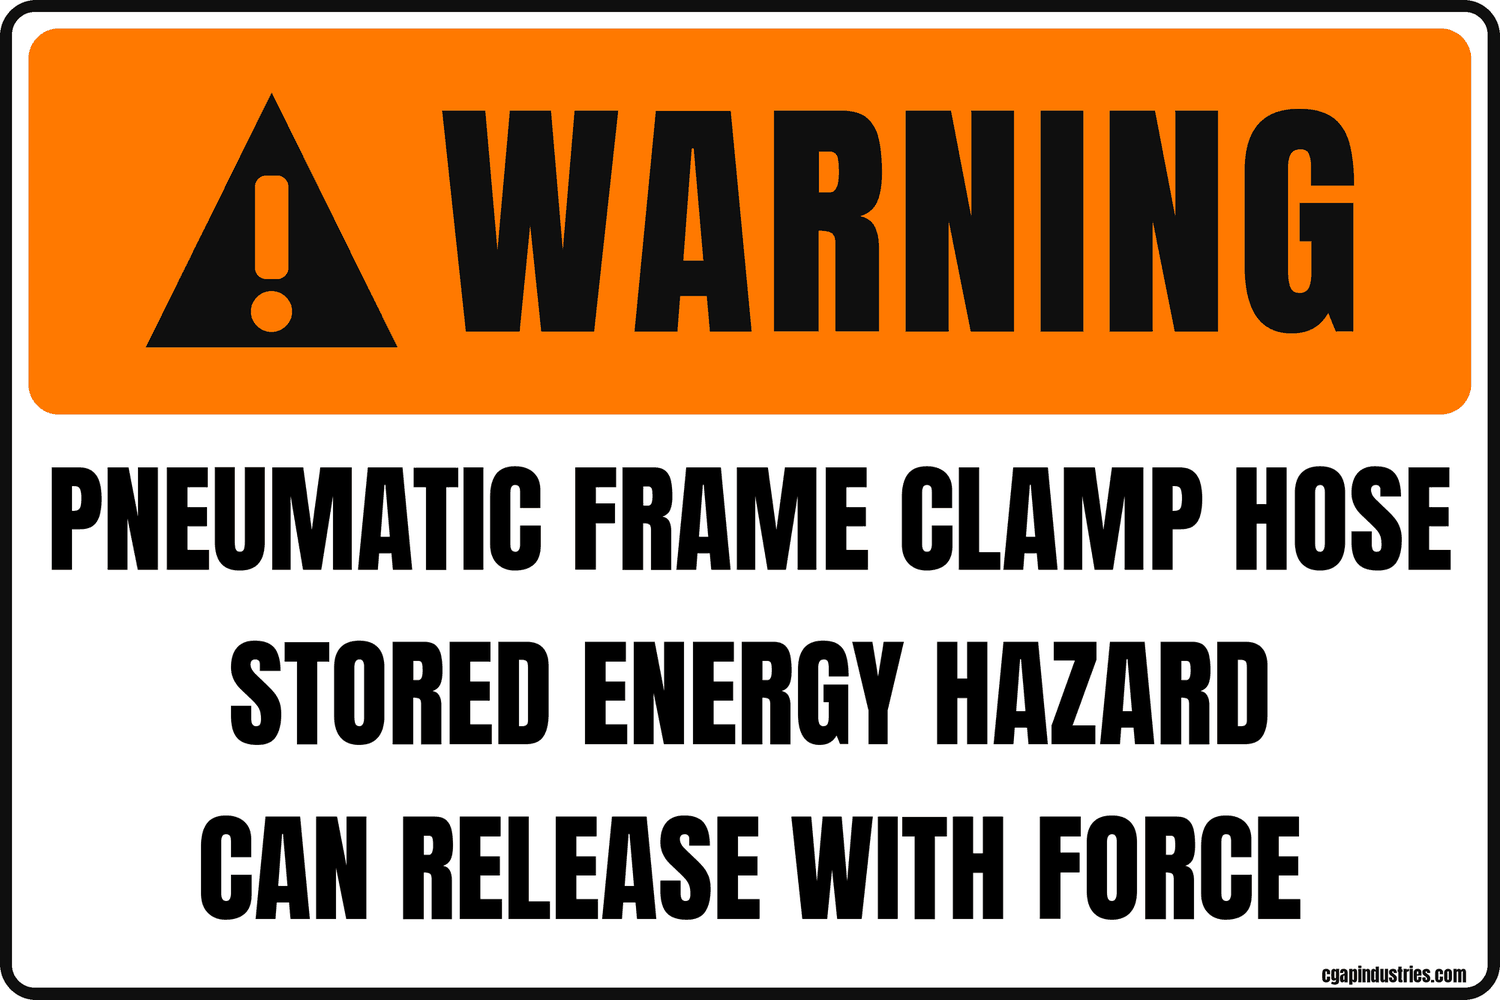 WARNING
PNEUMATIC FRAME CLAMP HOSE
STORED ENERGY HAZARD
CAN RELEASE WITH FORCE
cgapindustries.com